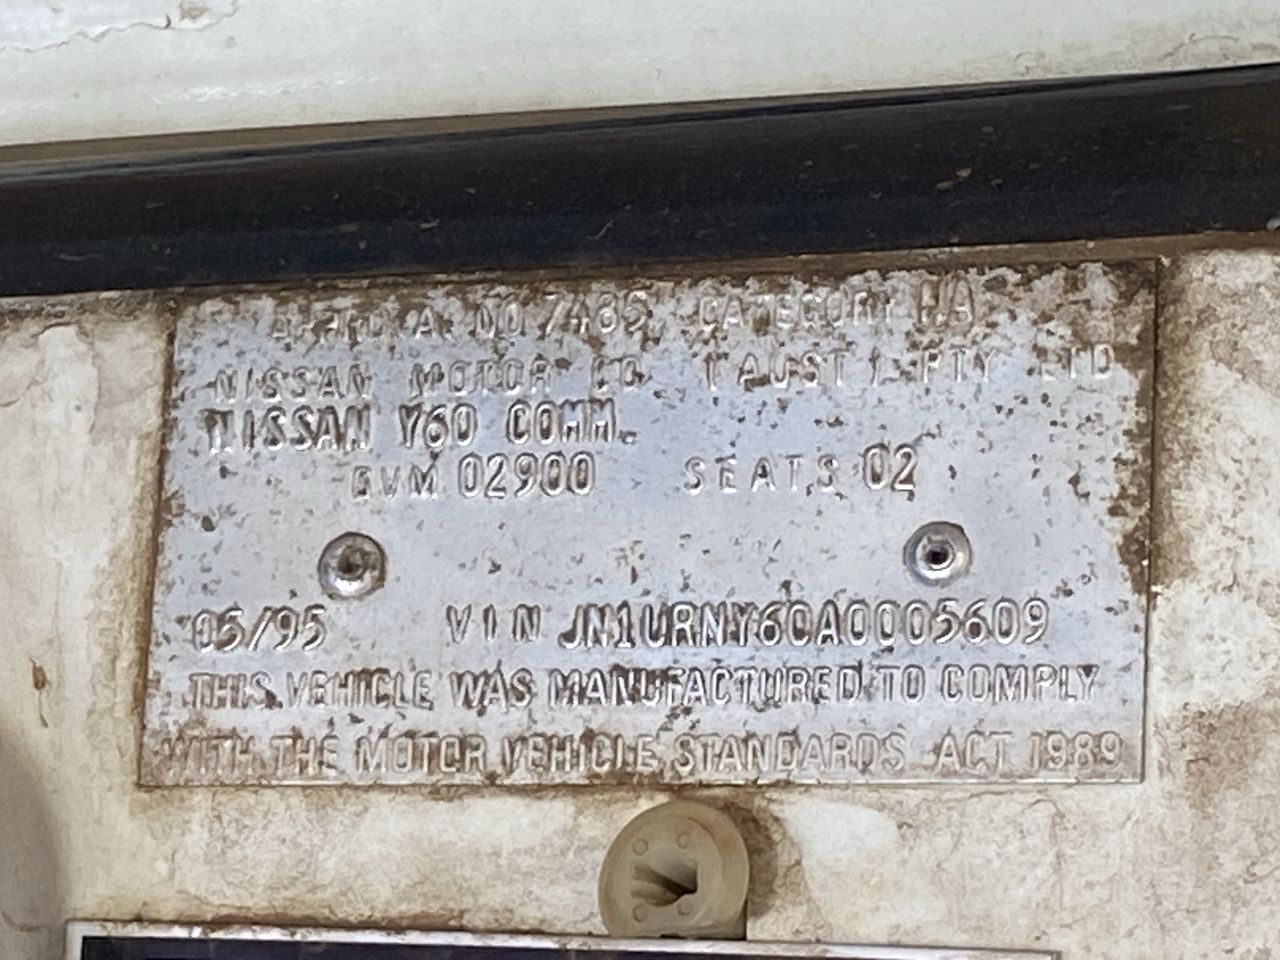 APPROVAL NO 7485 CATEGORY NA
NISSAN MOTOR CO (AUST) PTY LTD
NISSAN Y60 COMM.
GVM 02900 SEATS 02
05/95 VIN JN1URNY60A0005609
THIS VEHICLE WAS MANUFACTURED TO COMPLY
WITH THE MOTOR VEHICLE STANDARDS ACT 1989